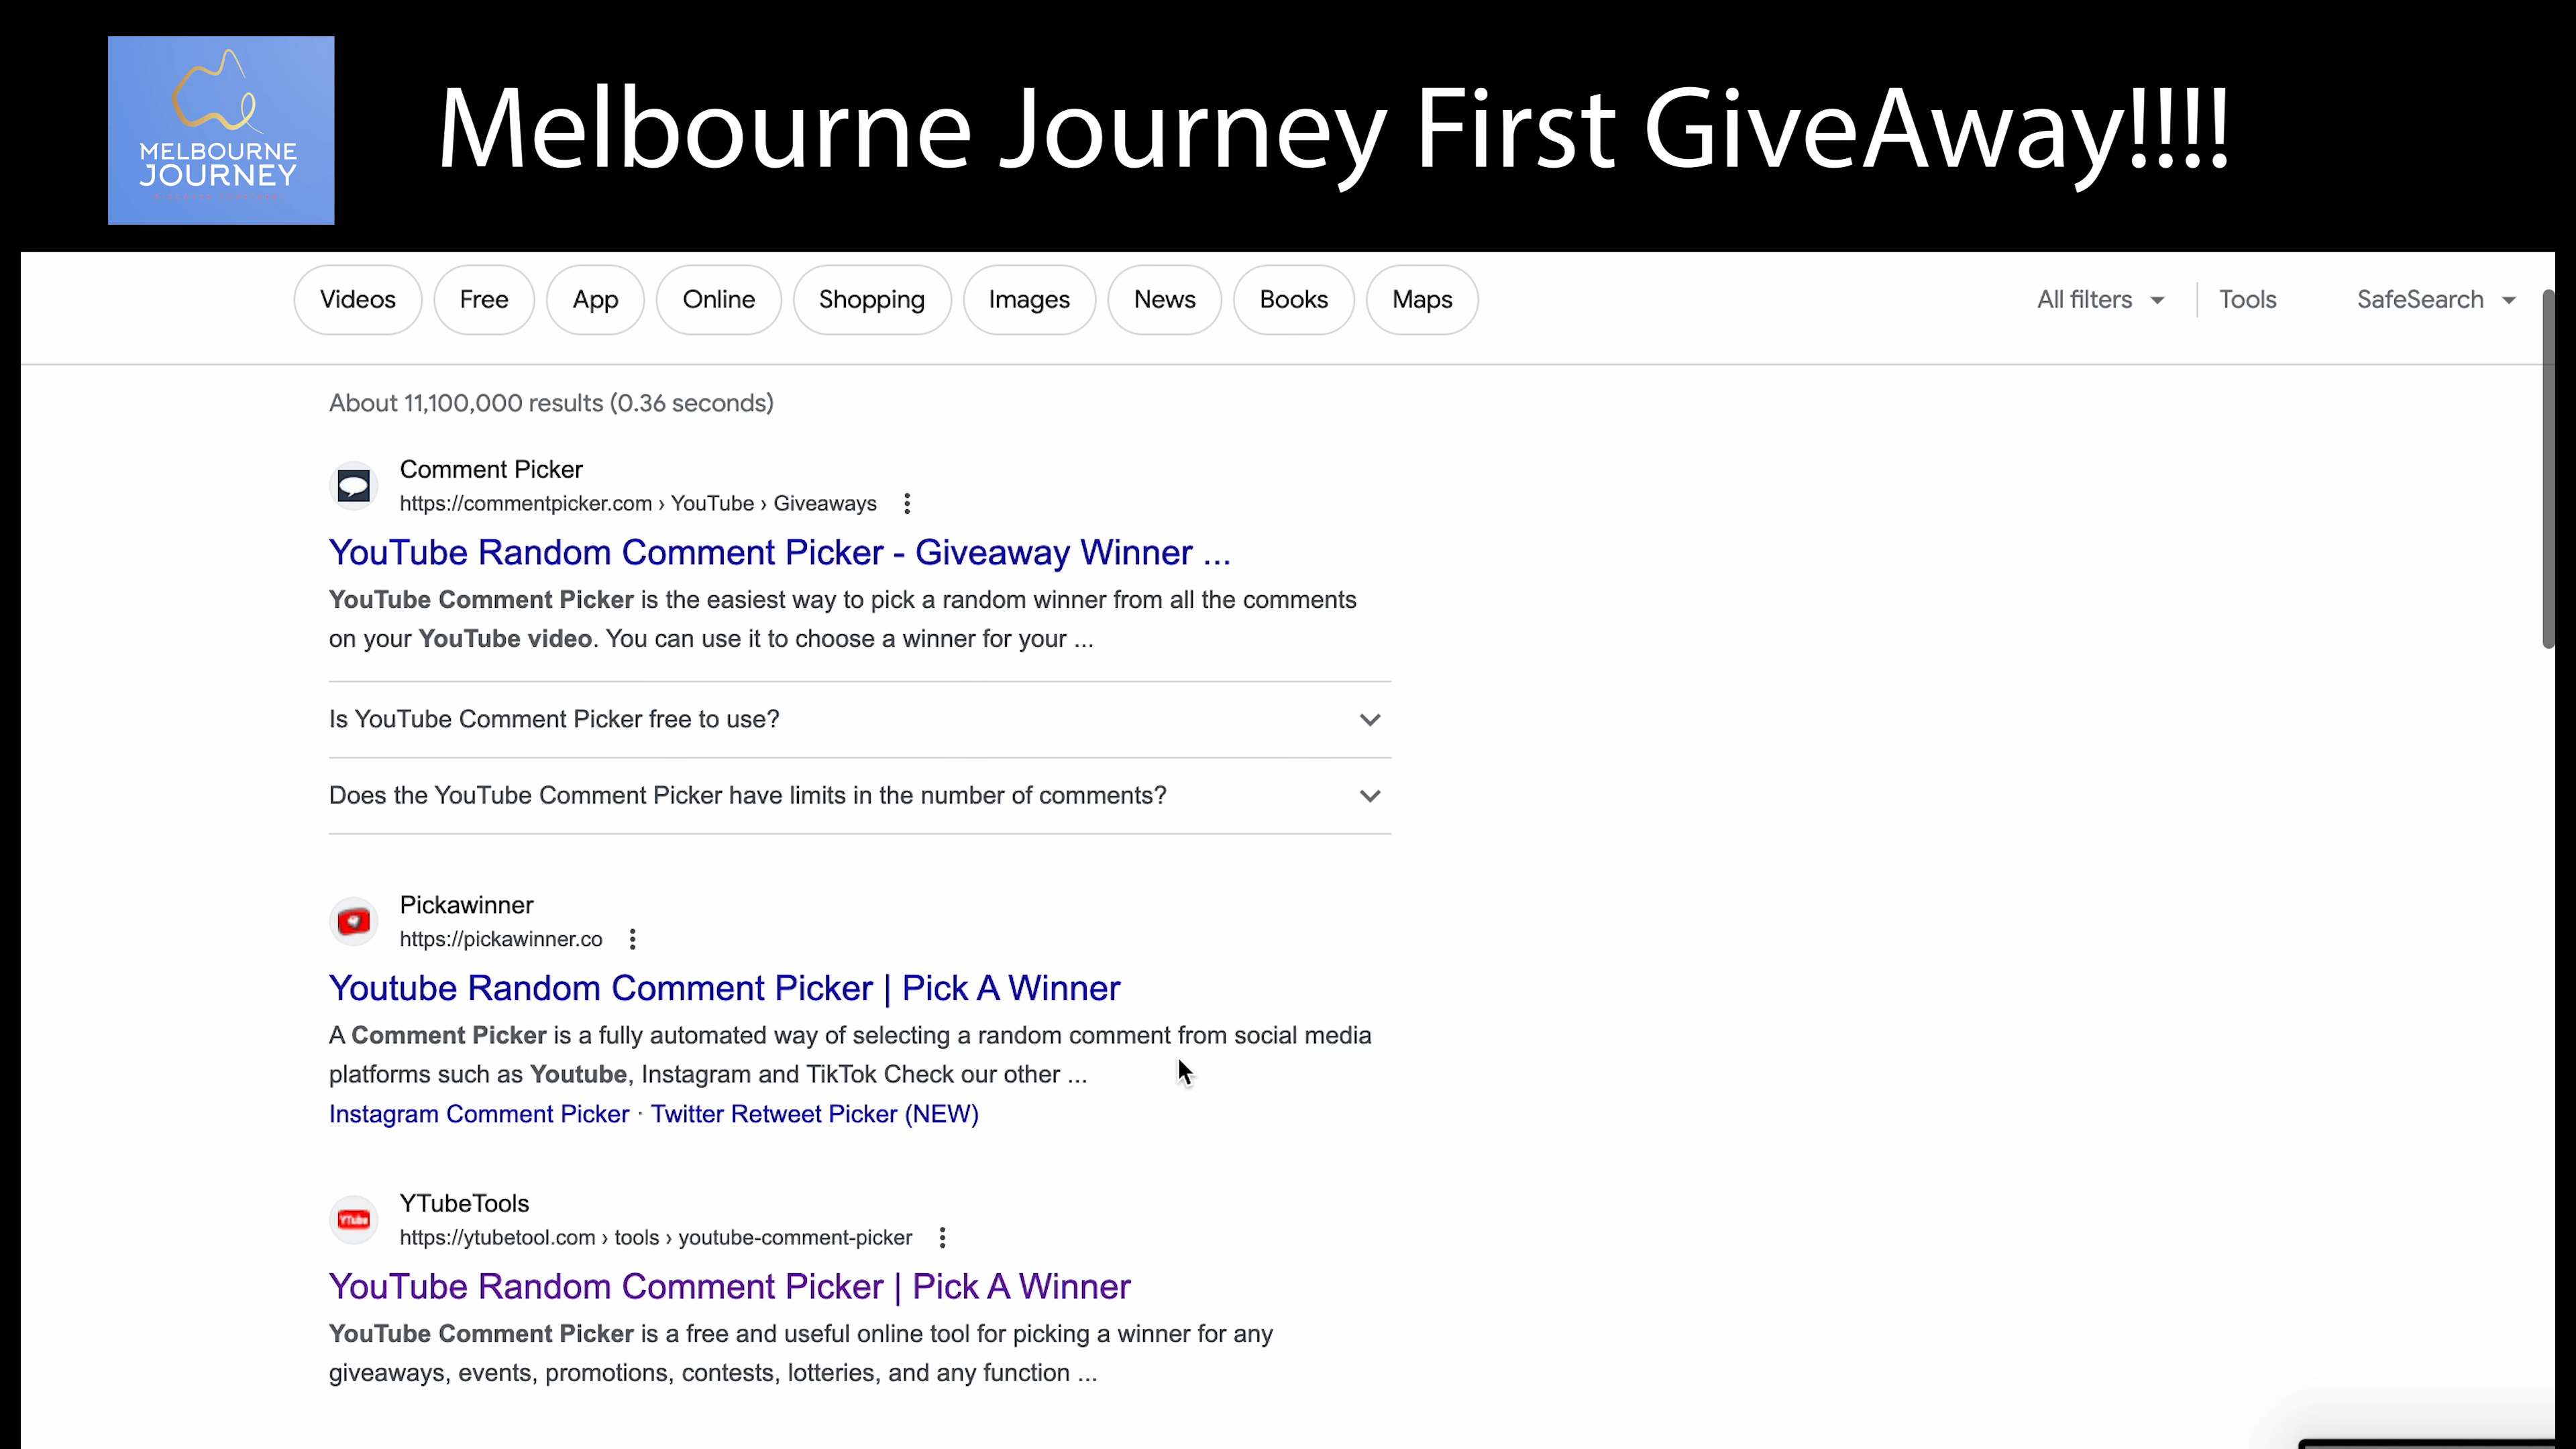 MELBOURNE
JOURNEY
Melbourne Journey First GiveAway!!!!
Videos
Free
App
Online
Shopping
Images
News
Books
Maps
All filters
Tools
SafeSearch
About 11,100,000 results (0.36 seconds)
Comment Picker
https://commentpicker.com › YouTube › Giveaways
YouTube Random Comment Picker - Giveaway Winner ...
YouTube Comment Picker is the easiest way to pick a random winner from all the comments
on your YouTube video. You can use it to choose a winner for your ...
Is YouTube Comment Picker free to use?
Does the YouTube Comment Picker have limits in the number of comments?
Pickawinner
https://pickawinner.co
Youtube Random Comment Picker | Pick A Winner
A Comment Picker is a fully automated way of selecting a random comment from social media
platforms such as Youtube, Instagram and TikTok Check our other ...
Instagram Comment Picker · Twitter Retweet Picker (NEW)
YTubeTools
YTube
https://ytubetool.com › tools › youtube-comment-picker
YouTube Random Comment Picker | Pick A Winner
YouTube Comment Picker is a free and useful online tool for picking a winner for any
giveaways, events, promotions, contests, lotteries, and any function ...